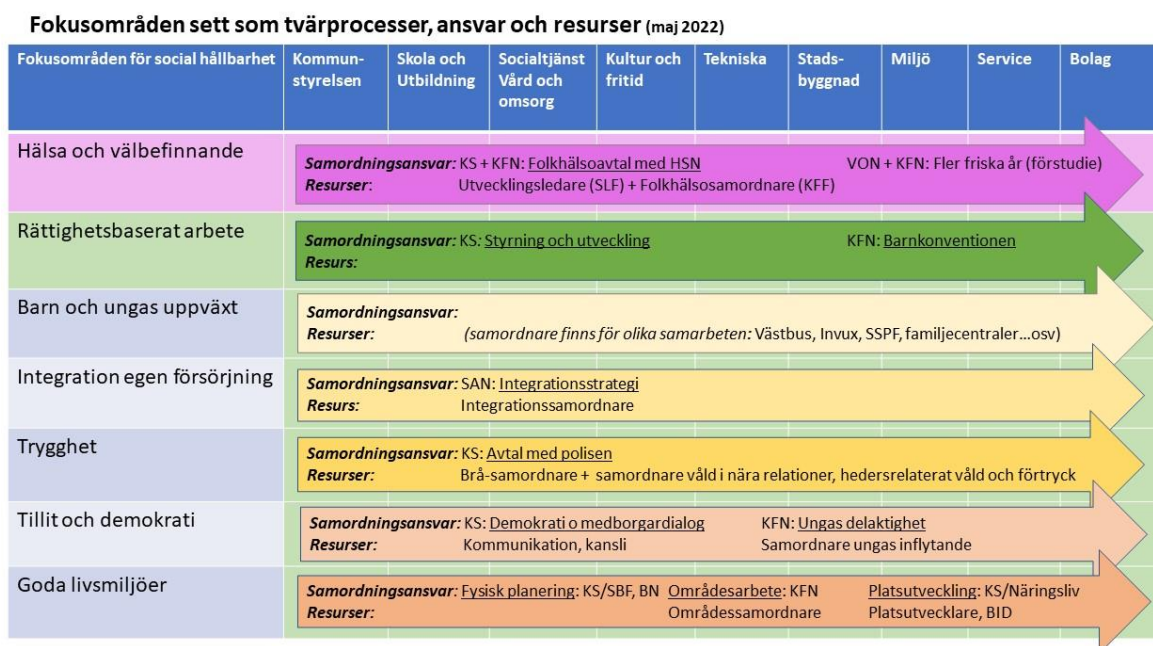 Fokusområden sett som tvärprocesser, ansvar och resurser (maj 2022)
Fokusområden för social hållbarhet
Kommun-
styrelsen
Skola och
Utbildning
Socialtjänst
Vård och
omsorg
Kultur och
fritid
Tekniska
Stads-
byggnad
Miljö
Service
Bolag
Hälsa och välbefinnande
Samordningsansvar: KS + KFN: Folkhälsoavtal med HSN VON + KFN: Fler friska år (förstudie)
Resurser: Utvecklingsledare (SLF) + Folkhälsosamordnare (KFF)
Rättighetsbaserat arbete
Samordningsansvar: KS: Styrning och utveckling KFN: Barnkonventionen
Resurs:
Barn och ungas uppväxt
Samordningsansvar:
Resurser: (samordnare finns för olika samarbeten: Västbus, Invux, SSPF, familjecentraler...osv)
Integration egen försörjning
Samordningsansvar: SAN: Integrationsstrategi
Resurs: Integrationssamordnare
Trygghet
Samordningsansvar: KS: Avtal med polisen
Resurser: Brå-samordnare + samordnare våld i nära relationer, hedersrelaterat våld och förtryck
Tillit och demokrati
Samordningsansvar: KS: Demokrati o medborgardialog KFN: Ungas delaktighet
Resurser: Kommunikation, kansli Samordnare ungas inflytande
Goda livsmiljöer
Samordningsansvar: Fysisk planering: KS/SBF, BN Områdesarbete: KFN Platsutveckling: KS/Näringsliv
Resurser: Områdessamordnare Platsutvecklare, BID